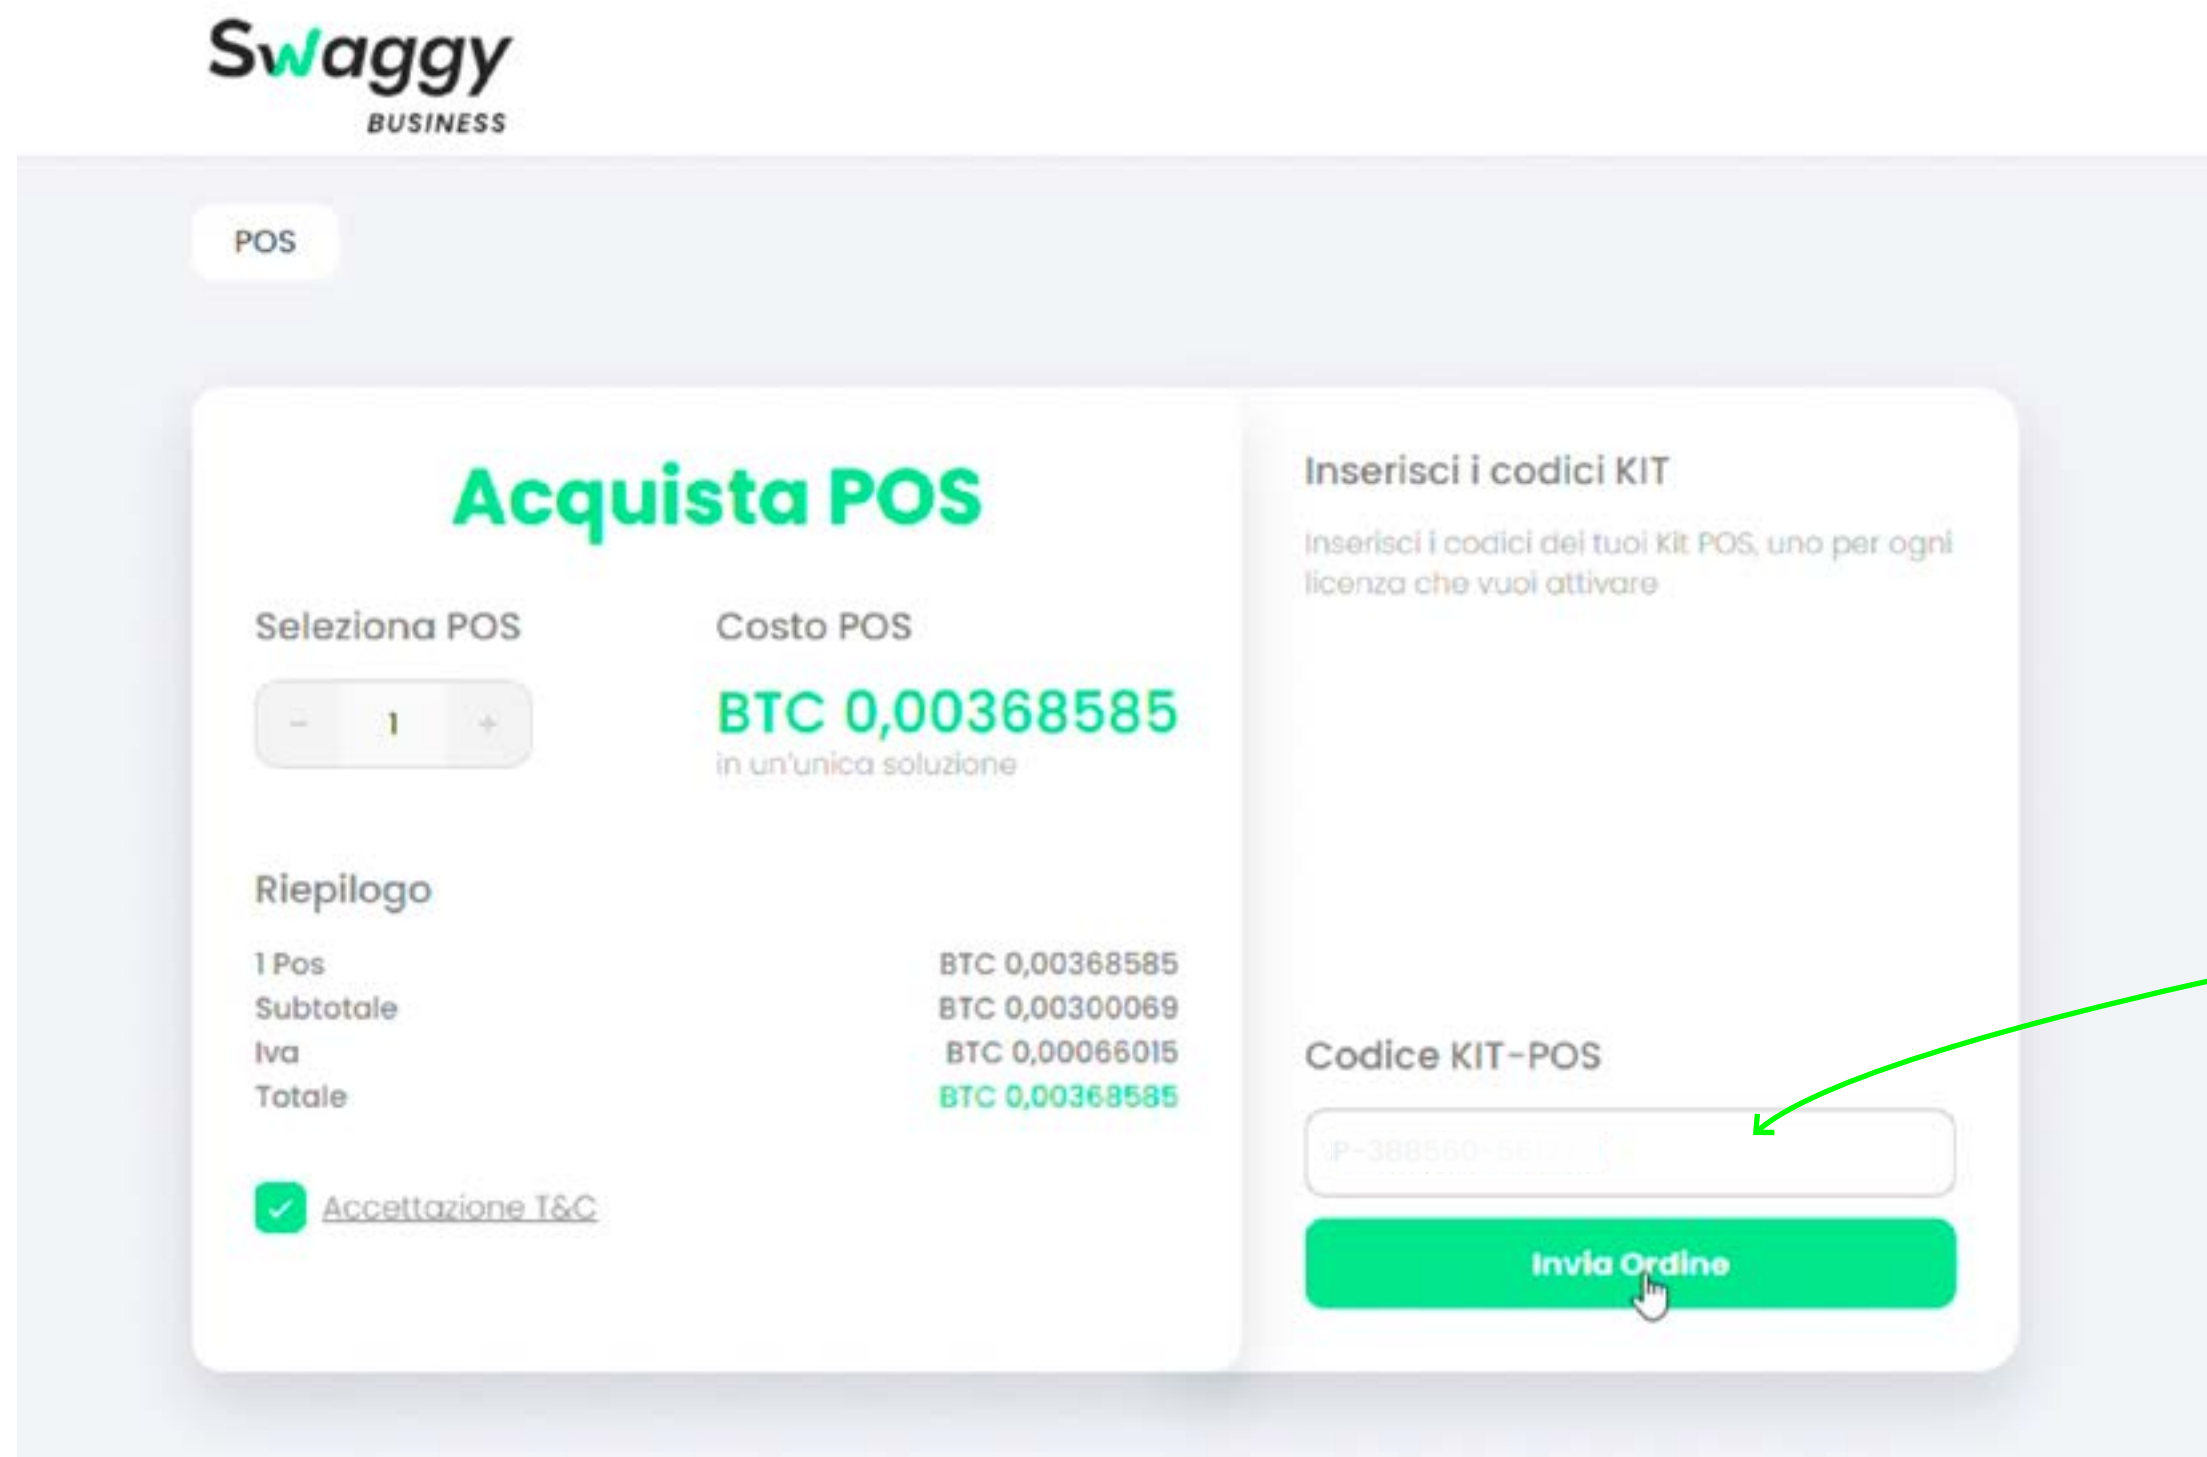 Swaggy
BUSINESS
POS
Acquista POS
Seleziona POS
Costo POS
- 1 +
BTC 0,00368585
in un'unica soluzione
Riepilogo
1 Pos BTC 0,00368585
Subtotale BTC 0,00300069
Iva BTC 0,00066015
Totale BTC 0,00368585
Accettazione T&C
Inserisci i codici KIT
Inserisci i codici dei tuoi Kit POS, uno per ogni
licenza che vuoi attivare
Codice KIT-POS
Invia Ordine